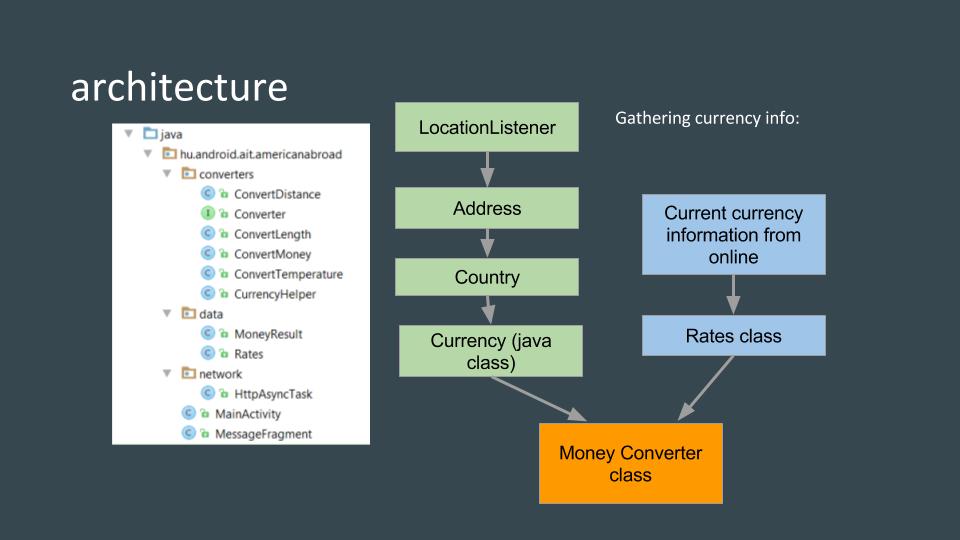 architecture
java
hu.android.ait.americanabroad
converters
ConvertDistance
Converter
ConvertLength
ConvertMoney
ConvertTemperature
CurrencyHelper
data
MoneyResult
Rates
network
HttpAsyncTask
MainActivity
MessageFragment
LocationListener
Address
Country
Currency (java
class)
Gathering currency info:
Current currency
information from
online
Rates class
Money Converter
class